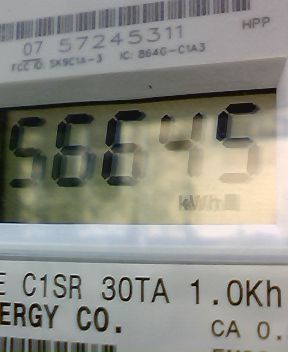 07 57245311
HPP
FCC ID: SK9C1A-3 IC: 864G-C1A3
56645
kWh
E C1SR 30TA 1.0Kh
ERGY CO.
CA 0.